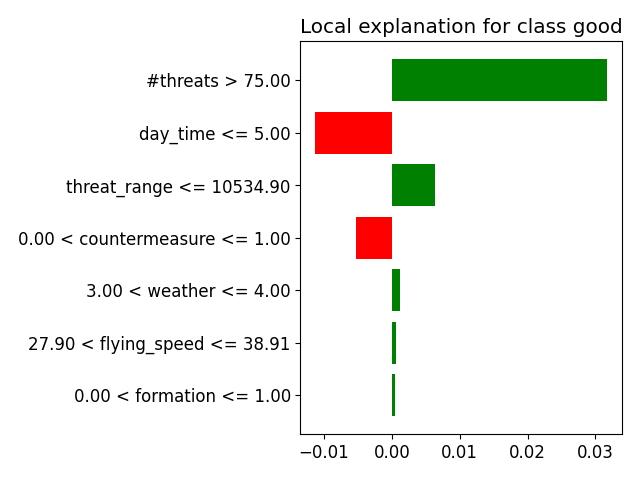 Local explanation for class good
#threats > 75.00
day_time <= 5.00
threat_range <= 10534.90
0.00 < countermeasure <= 1.00
3.00 < weather <= 4.00
27.90 < flying_speed <= 38.91
0.00 < formation <= 1.00
−0.01 0.00 0.01 0.02 0.03